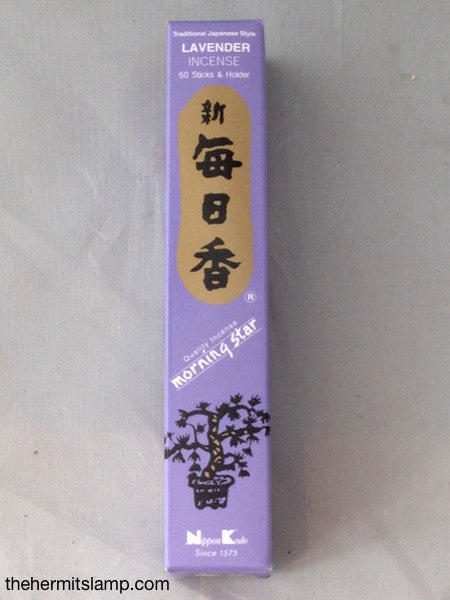 Traditional Japanese Style
LAVENDER
INCENSE
50 Sticks & Holder
新
毎
日
香
®
Quality Incense
morning star
Nippon Kodo
Since 1575
thehermitslamp.com